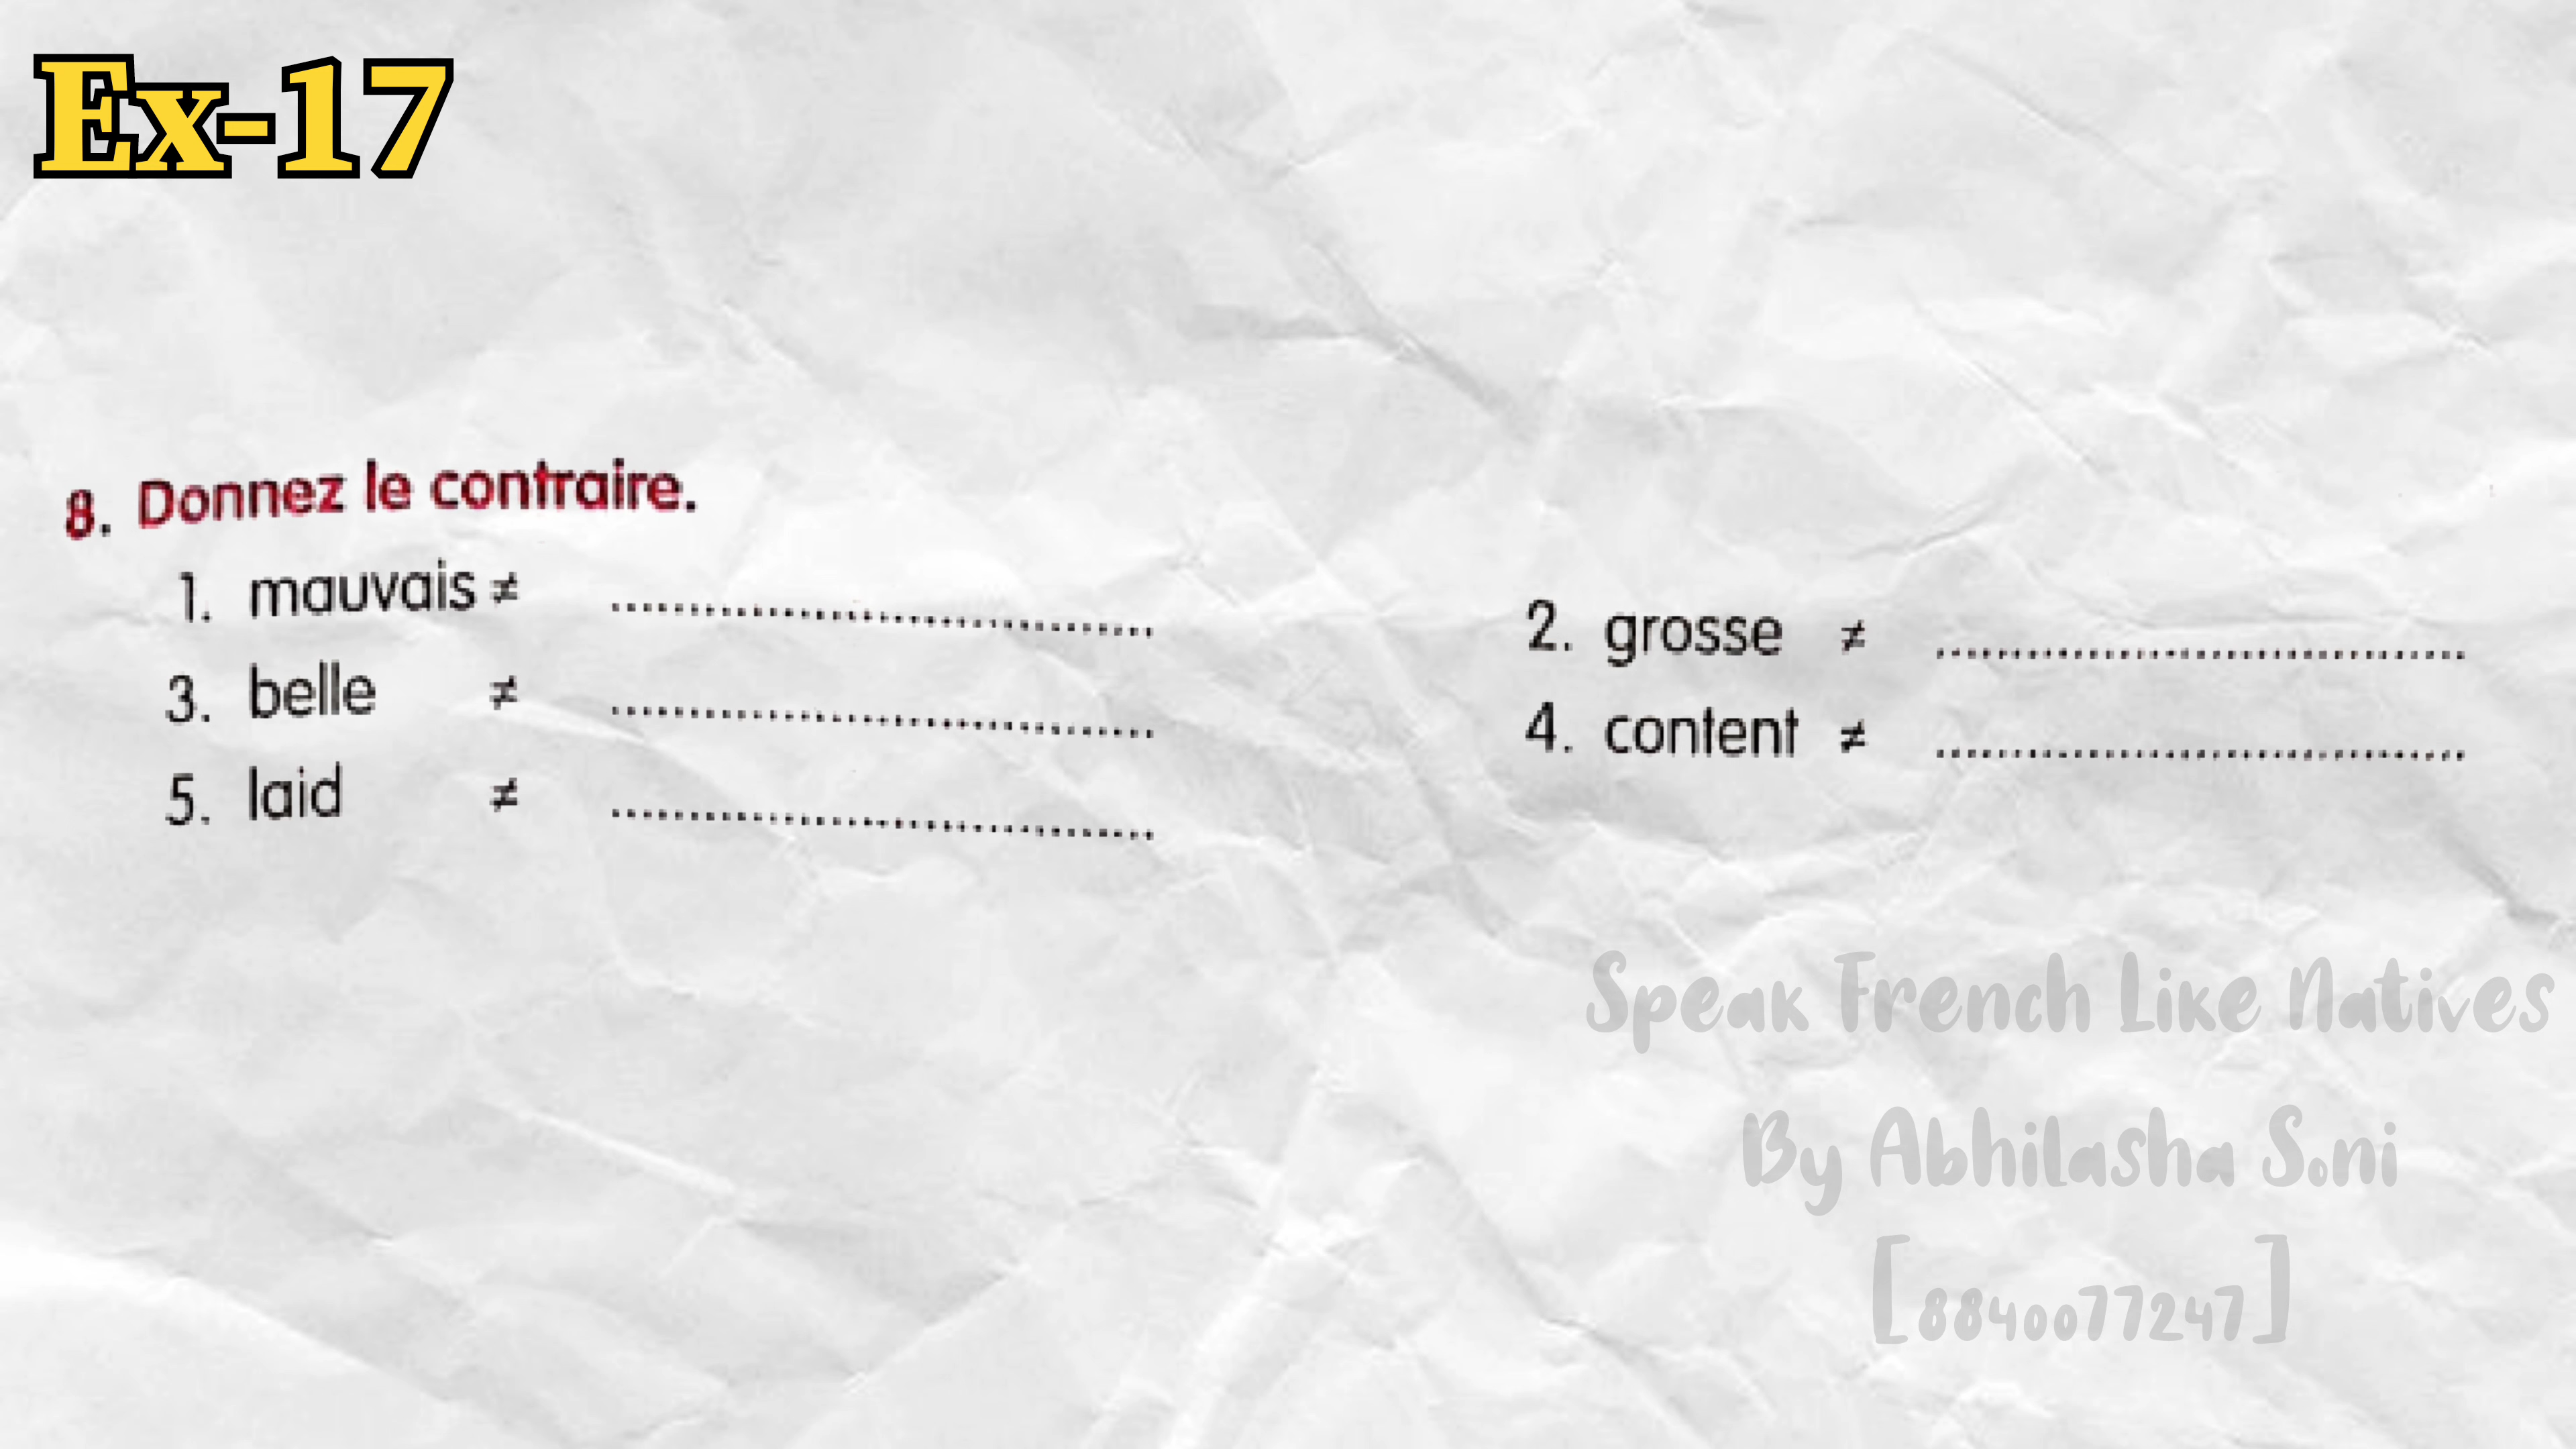 Ex-17
8. Donnez le contraire.
1. mauvais ≠ ........................................
2. grosse ≠ ........................................
3. belle ≠ ........................................
4. content ≠ ........................................
5. laid ≠ ........................................
Speak French Like Natives
By Abhilasha Soni
[8840077247]